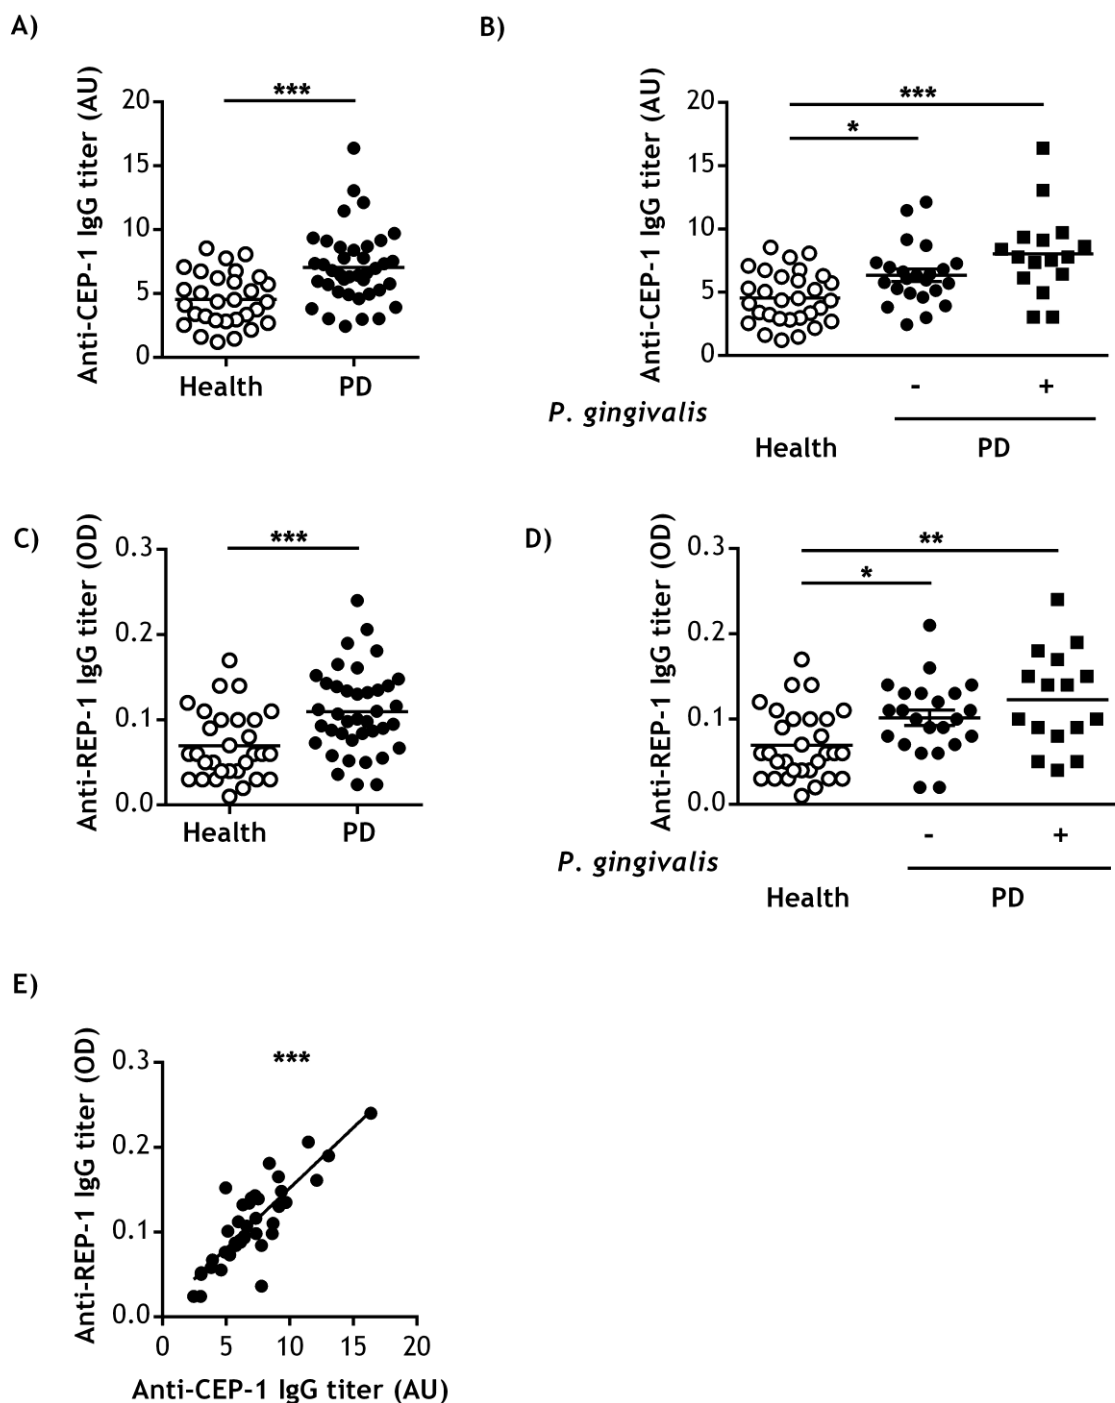 A)
Anti-CEP-1 IgG titer (AU)
20
15
10
5
0
***
Health PD
B)
Anti-CEP-1 IgG titer (AU)
20
15
10
5
0
***
*
- +
P. gingivalis
Health PD
C)
Anti-REP-1 IgG titer (OD)
0.3
0.2
0.1
0.0
***
Health PD
D)
Anti-REP-1 IgG titer (OD)
0.3
0.2
0.1
0.0
**
*
- +
P. gingivalis
Health PD
E)
Anti-REP-1 IgG titer (OD)
0.3
0.2
0.1
0.0
***
0 5 10 15 20
Anti-CEP-1 IgG titer (AU)